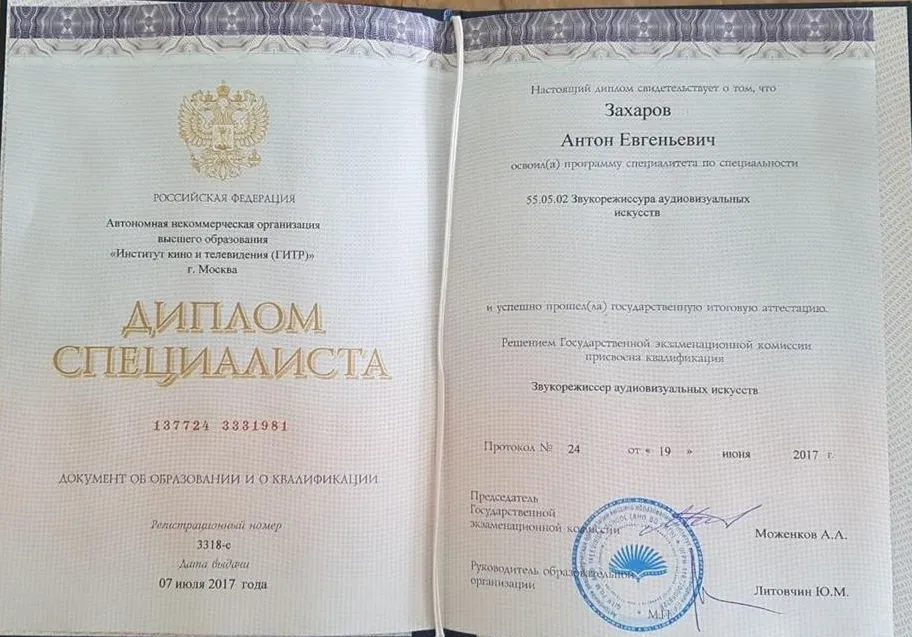 РОССИЙСКАЯ ФЕДЕРАЦИЯ
Автономная некоммерческая организация
высшего образования
«Институт кино и телевидения (ГИТР)»
г. Москва
ДИПЛОМ
СПЕЦИАЛИСТА
137724 3331981
ДОКУМЕНТ ОБ ОБРАЗОВАНИИ И О КВАЛИФИКАЦИИ
Регистрационный номер
3318-с
Дата выдачи
07 июля 2017 года
Настоящий диплом свидетельствует о том, что
Захаров
Антон Евгеньевич
освоил(а) программу специалитета по специальности
55.05.02 Звукорежиссура аудиовизуальных
искусств
и успешно прошел(ла) государственную итоговую аттестацию.
Решением Государственной экзаменационной комиссии
присвоена квалификация
Звукорежиссер аудиовизуальных искусств
Протокол № 24 от « 19 » июня 2017 г.
Председатель
Государственной
экзаменационной комиссии
Моженков А.А.
Руководитель образовательной
организации
Литовчин Ю.М.
М.П.